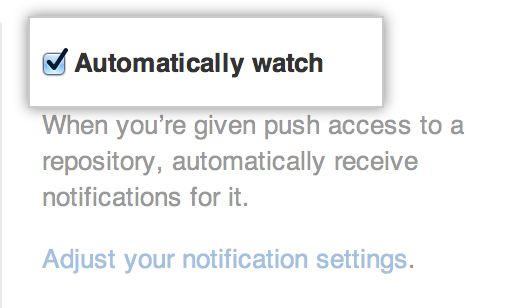 Automatically watch
When you’re given push access to a
repository, automatically receive
notifications for it.
Adjust your notification settings.